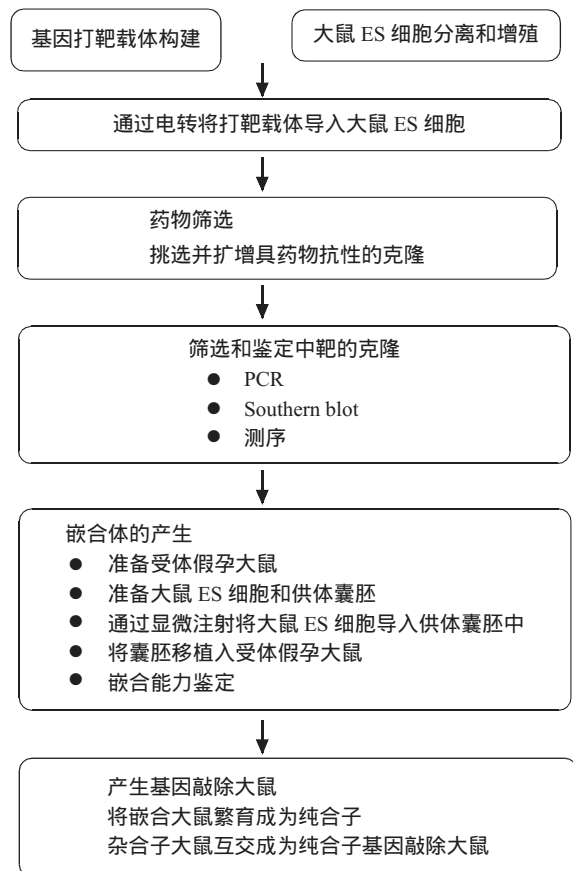 基因打靶载体构建
大鼠 ES 细胞分离和增殖
通过电转将打靶载体导入大鼠 ES 细胞
药物筛选
挑选并扩增具药物抗性的克隆
筛选和鉴定中靶的克隆
● PCR
● Southern blot
● 测序
嵌合体的产生
● 准备受体假孕大鼠
● 准备大鼠 ES 细胞和供体囊胚
● 通过显微注射将大鼠 ES 细胞导入供体囊胚中
● 将囊胚移植入受体假孕大鼠
● 嵌合能力鉴定
产生基因敲除大鼠
将嵌合大鼠繁育成为纯合子
杂合子大鼠互交成为纯合子基因敲除大鼠